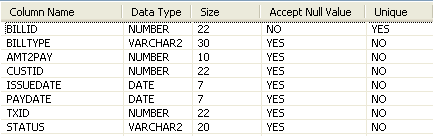 Column Name Data Type Size Accept Null Value Unique
BILLID NUMBER 22 NO YES
BILLTYPE VARCHAR2 30 YES NO
AMT2PAY NUMBER 10 YES NO
CUSTID NUMBER 22 YES NO
ISSUEDATE DATE 7 YES NO
PAYDATE DATE 7 YES NO
TXID NUMBER 22 YES NO
STATUS VARCHAR2 20 YES NO